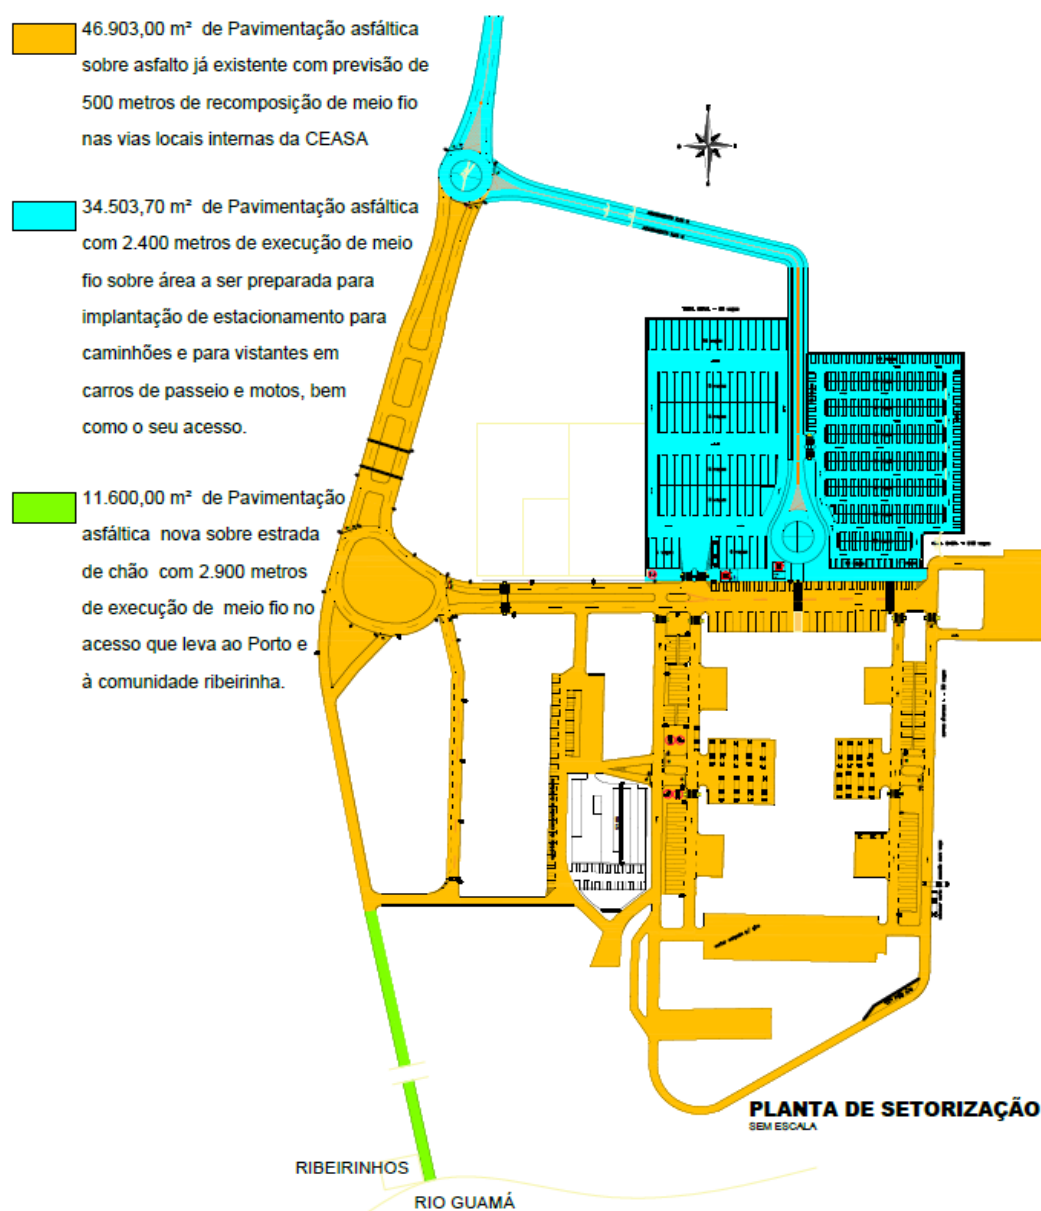 46.903,00 m² de Pavimentação asfáltica
sobre asfalto já existente com previsão de
500 metros de recomposição de meio fio
nas vias locais internas da CEASA
34.503,70 m² de Pavimentação asfáltica
com 2.400 metros de execução de meio
fio sobre área a ser preparada para
implantação de estacionamento para
caminhões e para vistantes em
carros de passeio e motos, bem
como o seu acesso.
11.600,00 m² de Pavimentação
asfáltica nova sobre estrada
de chão com 2.900 metros
de execução de meio fio no
acesso que leva ao Porto e
à comunidade ribeirinha.
PLANTA DE SETORIZAÇÃO
SEM ESCALA
RIBEIRINHOS
RIO GUAMÁ